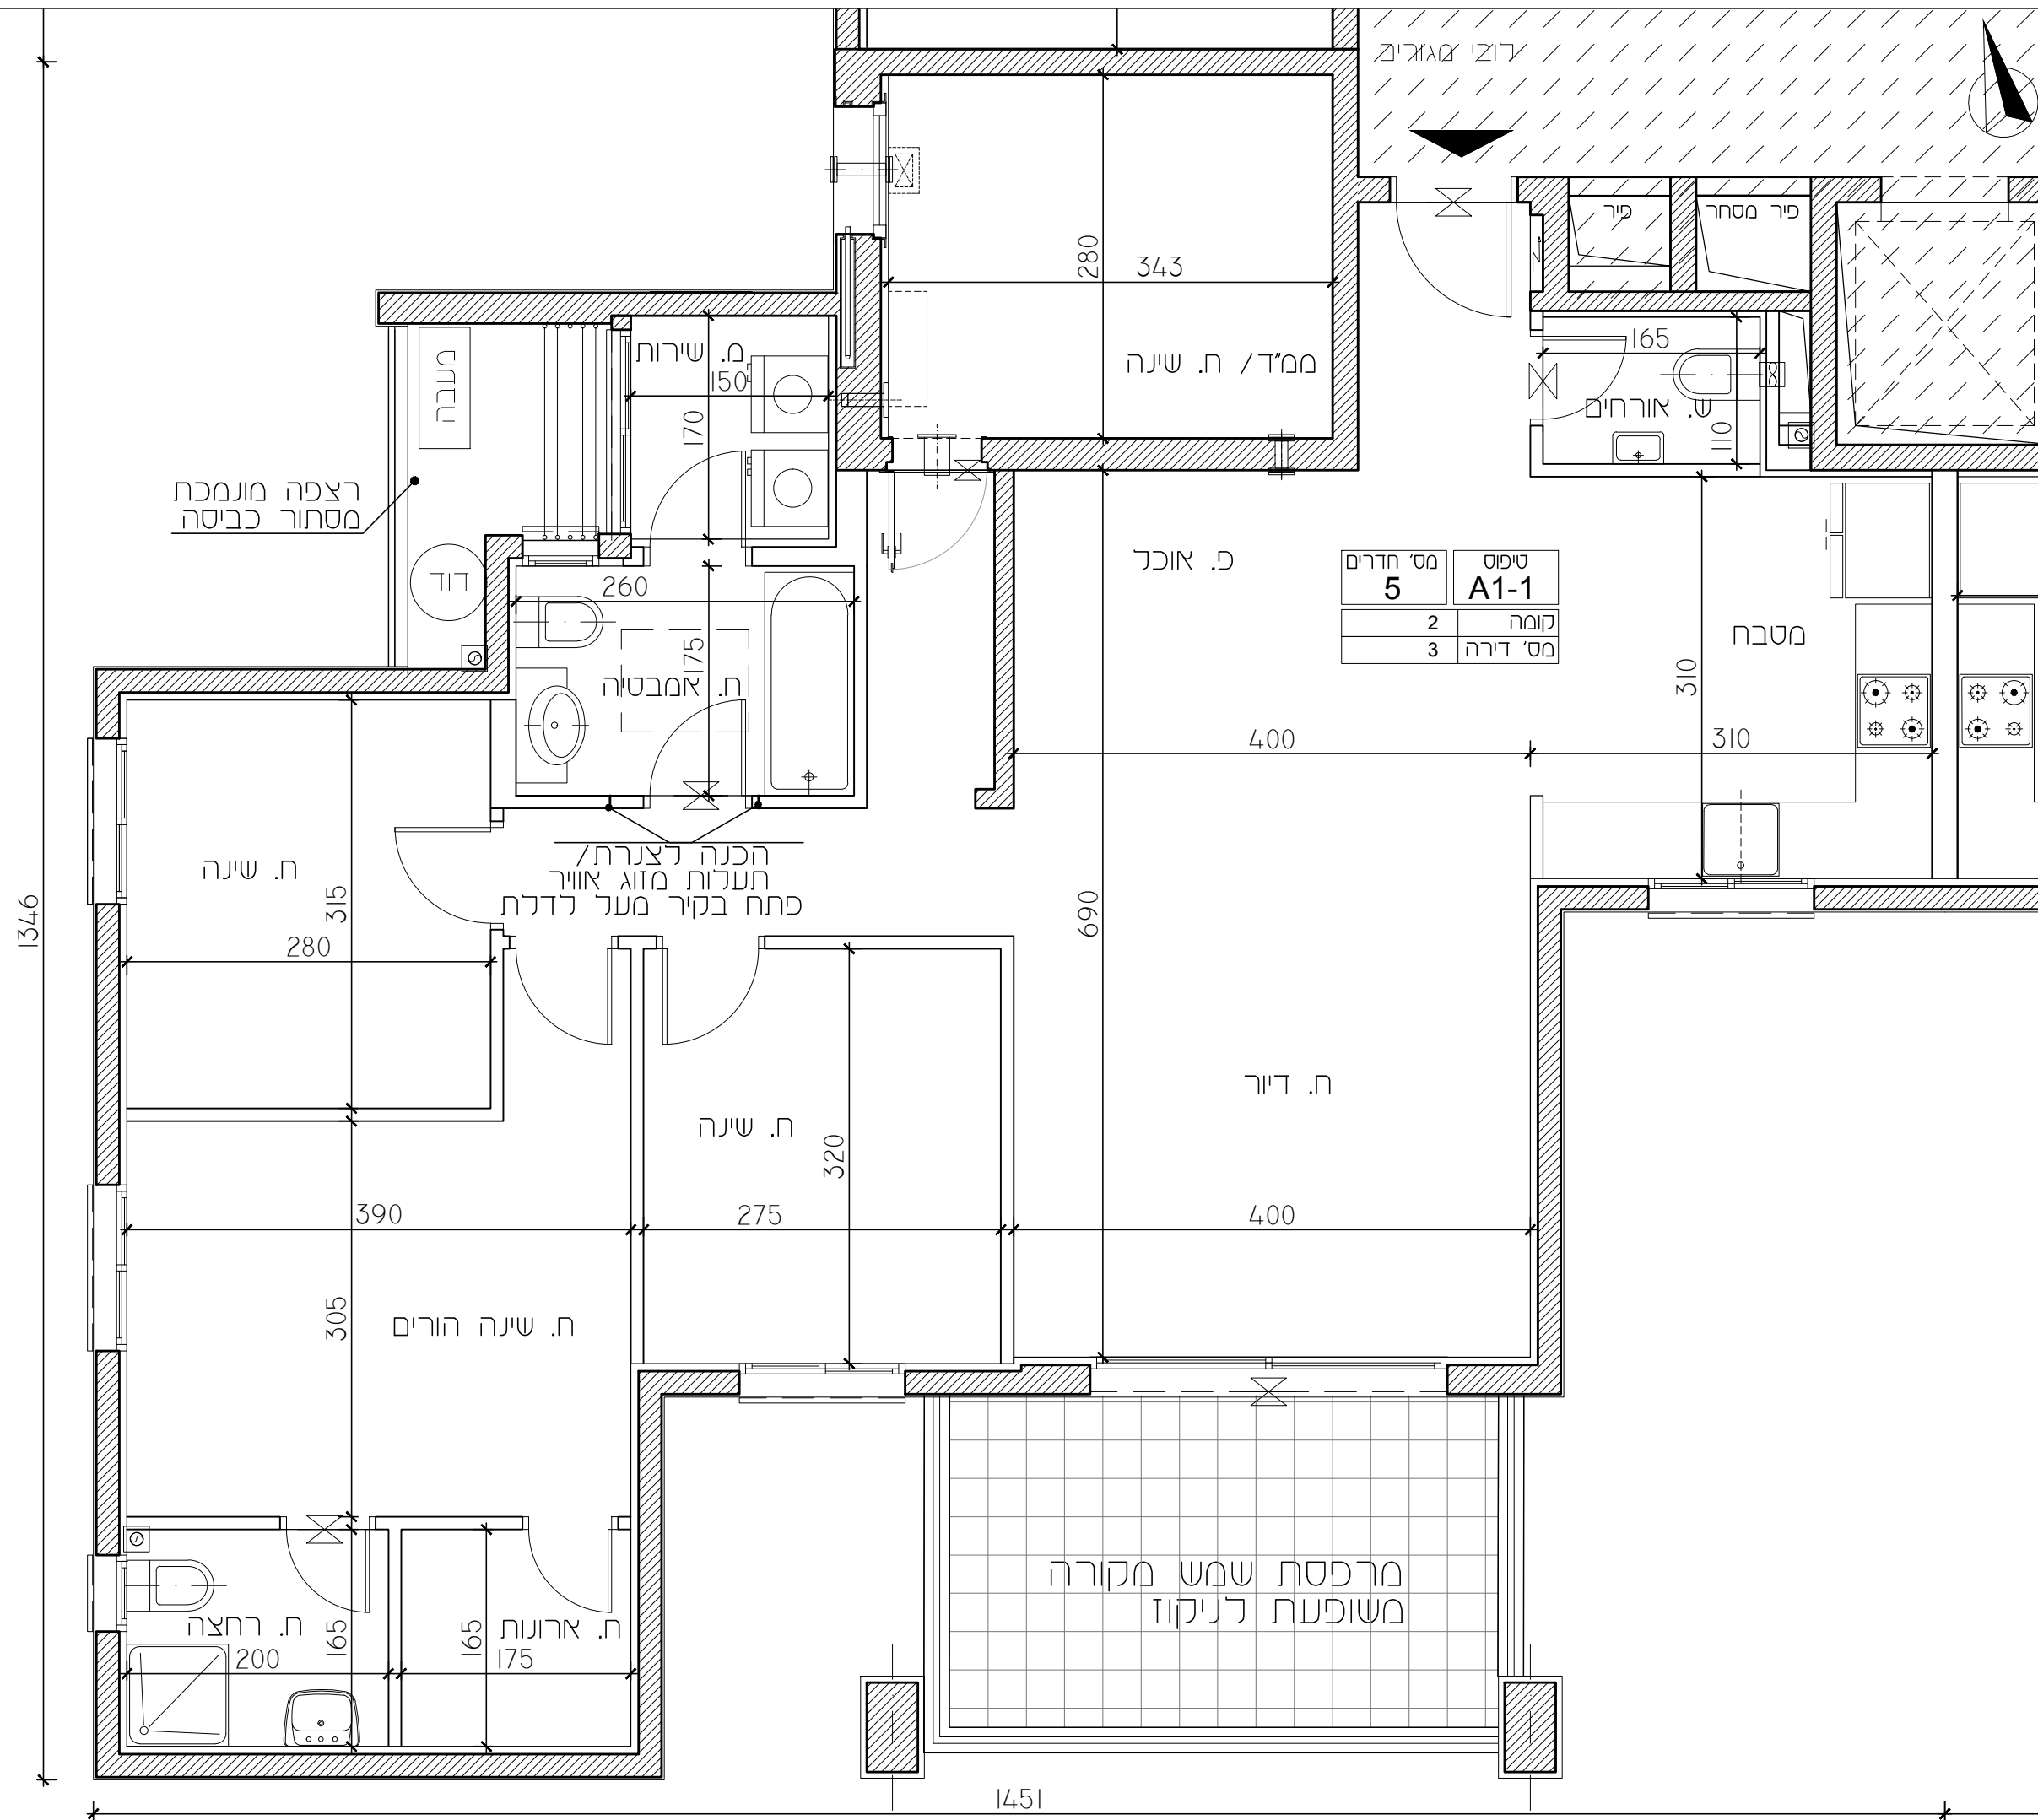 לובי מגורים
פיר
פיר מסחר
280
343
ממ"ד/ ח. שינה
165
ש. אורחים
110
מ. שירות
150
170
מעבה
רצפה מונמכת
מסתור כביסה
דוד
260
175
ח. אמבטיה
פ. אוכל
טיפוס
A1-1
מס' חדרים
5
קומה 2
מס' דירה 3
מטבח
310
400
310
הכנה לצנרת/
תעלות מזוג אוויר
פתח בקיר מעל לדלת
ח. שינה
315
280
1346
690
ח. דיור
ח. שינה
320
390
275
400
305
ח. שינה הורים
מרפסת שמש מקורה
משופעת לניקוז
ח. רחצה
200
165
ח. ארונות
175
165
1451